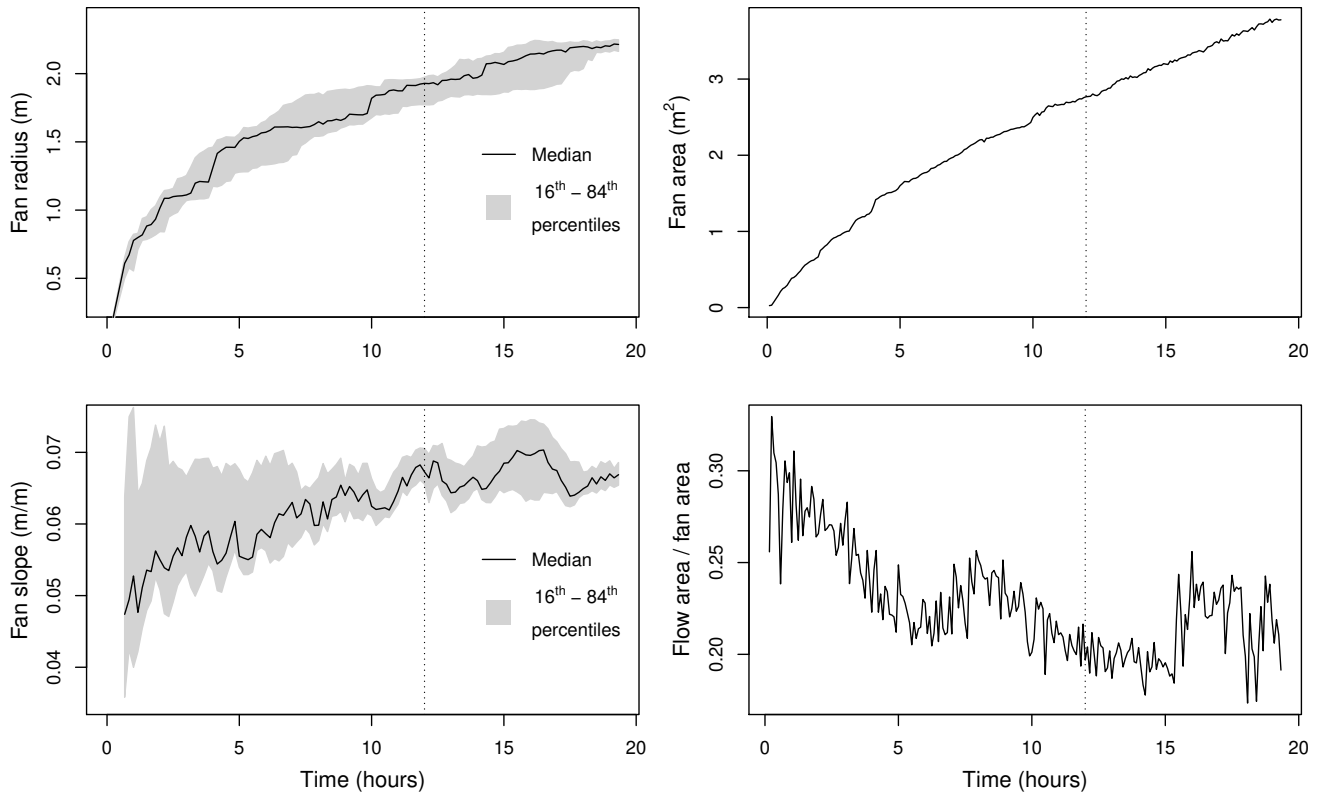 Fan radius (m)
0.5 1.0 1.5 2.0
Median
16th – 84th
percentiles
0 5 10 15 20
Fan area (m2)
0 1 2 3
0 5 10 15 20
Fan slope (m/m)
0.04 0.05 0.06 0.07
Median
16th – 84th
percentiles
0 5 10 15 20
Time (hours)
Flow area / fan area
0.20 0.25 0.30
0 5 10 15 20
Time (hours)